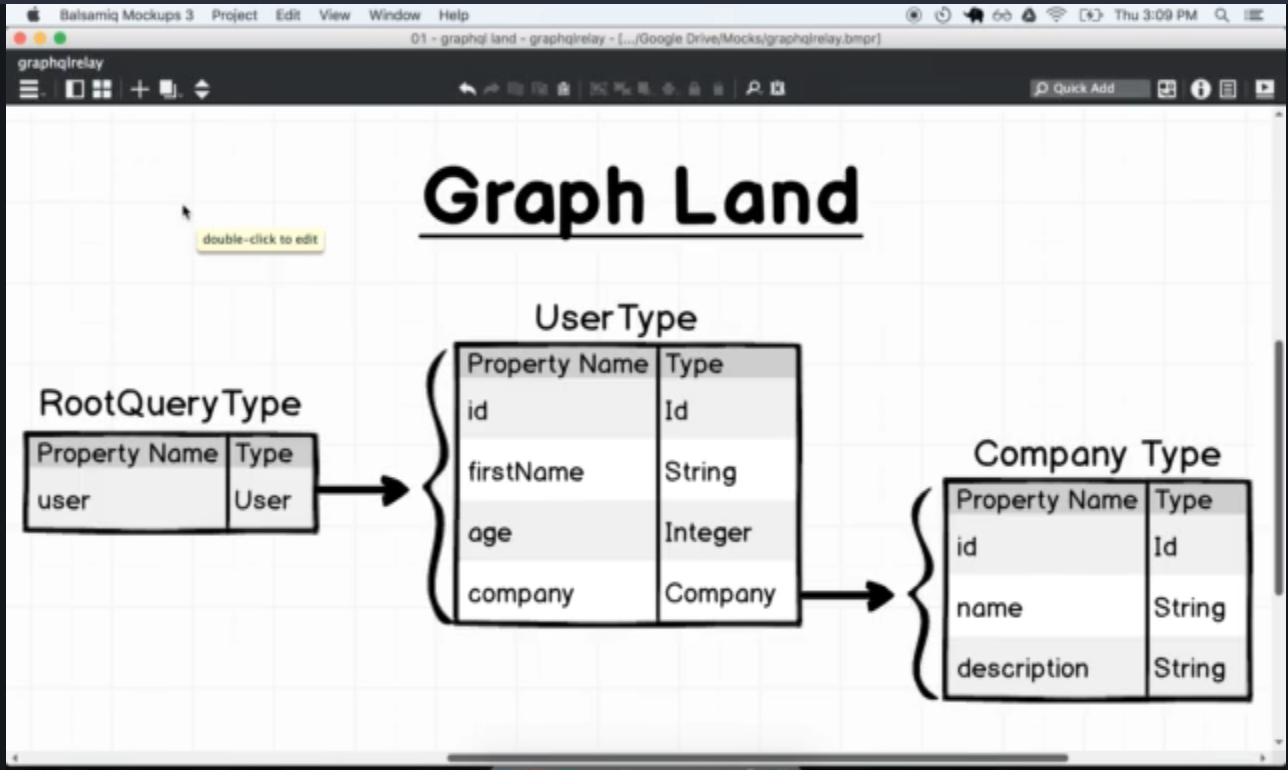 Balsamiq Mockups 3 Project Edit View Window Help Thu 3:09 PM
01 - graphql land - graphqlrelay - [.../Google Drive/Mocks/graphqlrelay.bmpr]
graphqlrelay
Quick Add
Graph Land
double-click to edit
UserType
Property Name Type
id Id
firstName String
age Integer
company Company
RootQueryType
Property Name Type
user User
Company Type
Property Name Type
id Id
name String
description String